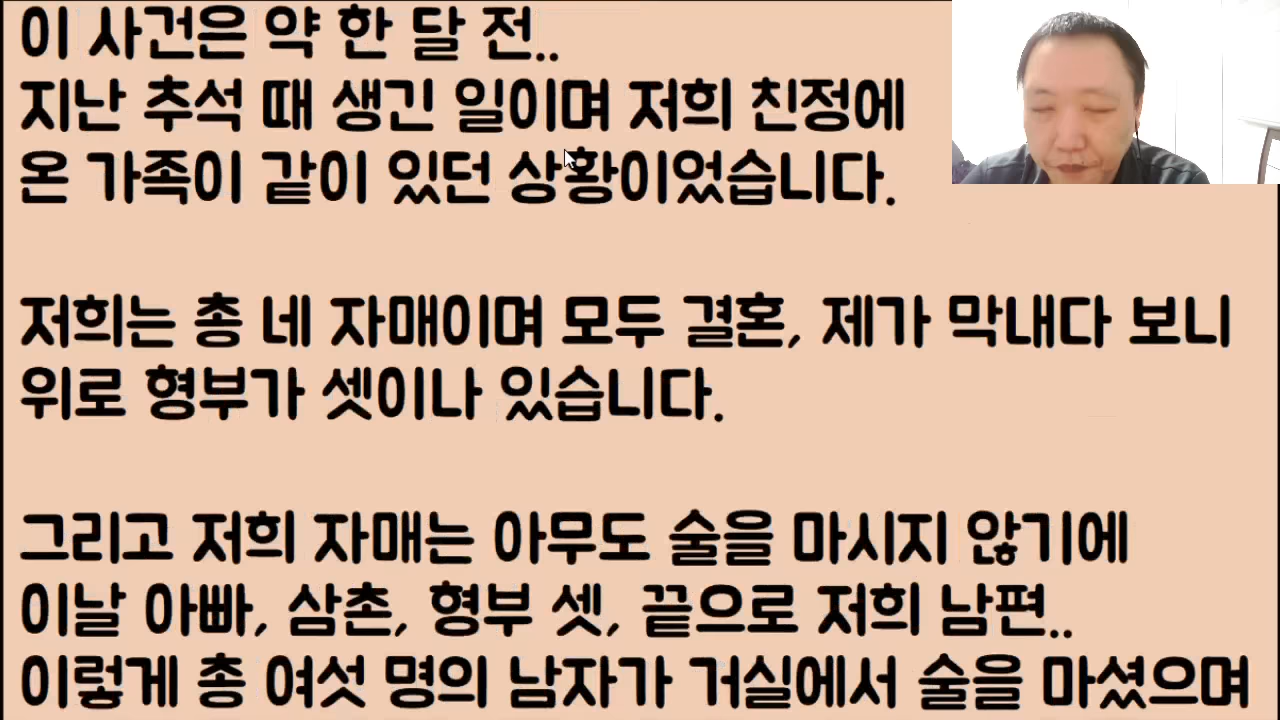 이 사건은 약 한 달 전..
지난 추석 때 생긴 일이며 저희 친정에
온 가족이 같이 있던 상황이었습니다.
저희는 총 네 자매이며 모두 결혼, 제가 막내다 보니
위로 형부가 셋이나 있습니다.
그리고 저희 자매는 아무도 술을 마시지 않기에
이날 아빠, 삼촌, 형부 셋, 끝으로 저희 남편..
이렇게 총 여섯 명의 남자가 거실에서 술을 마셨으며